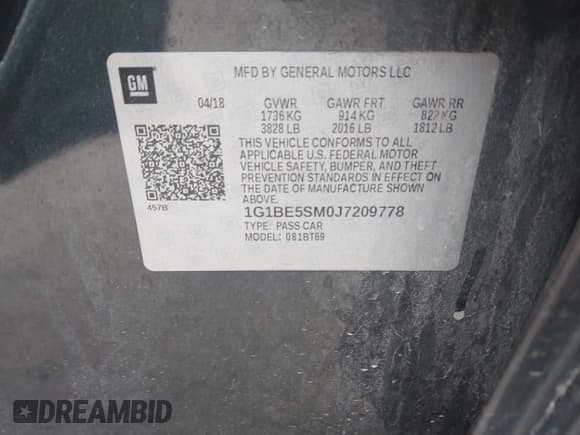 GM
MFD BY GENERAL MOTORS LLC
04/18 GVWR GAWR FRT GAWR RR
1736 KG 914 KG 822 KG
3828 LB 2016 LB 1812 LB
THIS VEHICLE CONFORMS TO ALL
APPLICABLE U.S. FEDERAL MOTOR
VEHICLE SAFETY, BUMPER, AND THEFT
PREVENTION STANDARDS IN EFFECT ON
THE DATE OF MANUFACTURE SHOWN
ABOVE.
457B
1G1BE5SM0J7209778
TYPE: PASS CAR
MODEL: 081BT69
DREAMBID